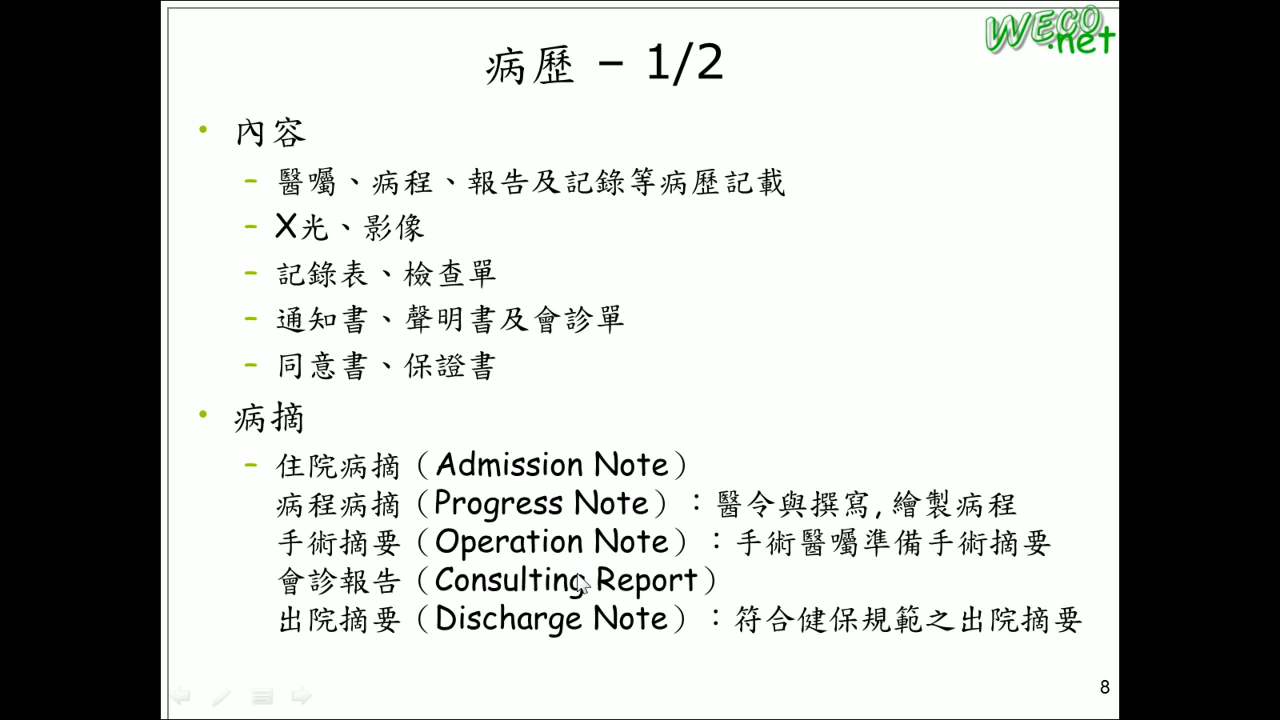 WECO.net
病歷 – 1/2
• 內容
– 醫囑、病程、報告及記錄等病歷記載
– X光、影像
– 記錄表、檢查單
– 通知書、聲明書及會診單
– 同意書、保證書
• 病摘
– 住院病摘（Admission Note）
病程病摘（Progress Note）：醫令與撰寫, 繪製病程
手術摘要（Operation Note）：手術醫囑準備手術摘要
會診報告（Consulting Report）
出院摘要（Discharge Note）：符合健保規範之出院摘要
8